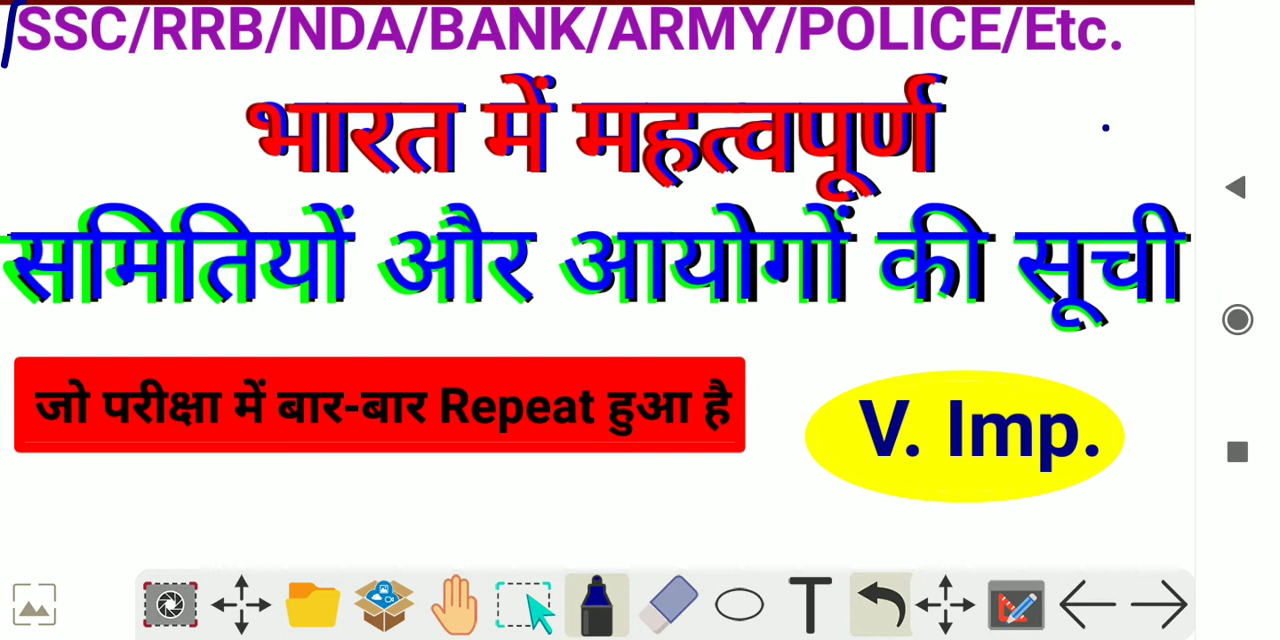 SSC/RRB/NDA/BANK/ARMY/POLICE/Etc.
भारत में महत्वपूर्ण
समितियों और आयोगों की सूची
जो परीक्षा में बार-बार Repeat हुआ है
V. Imp.
T